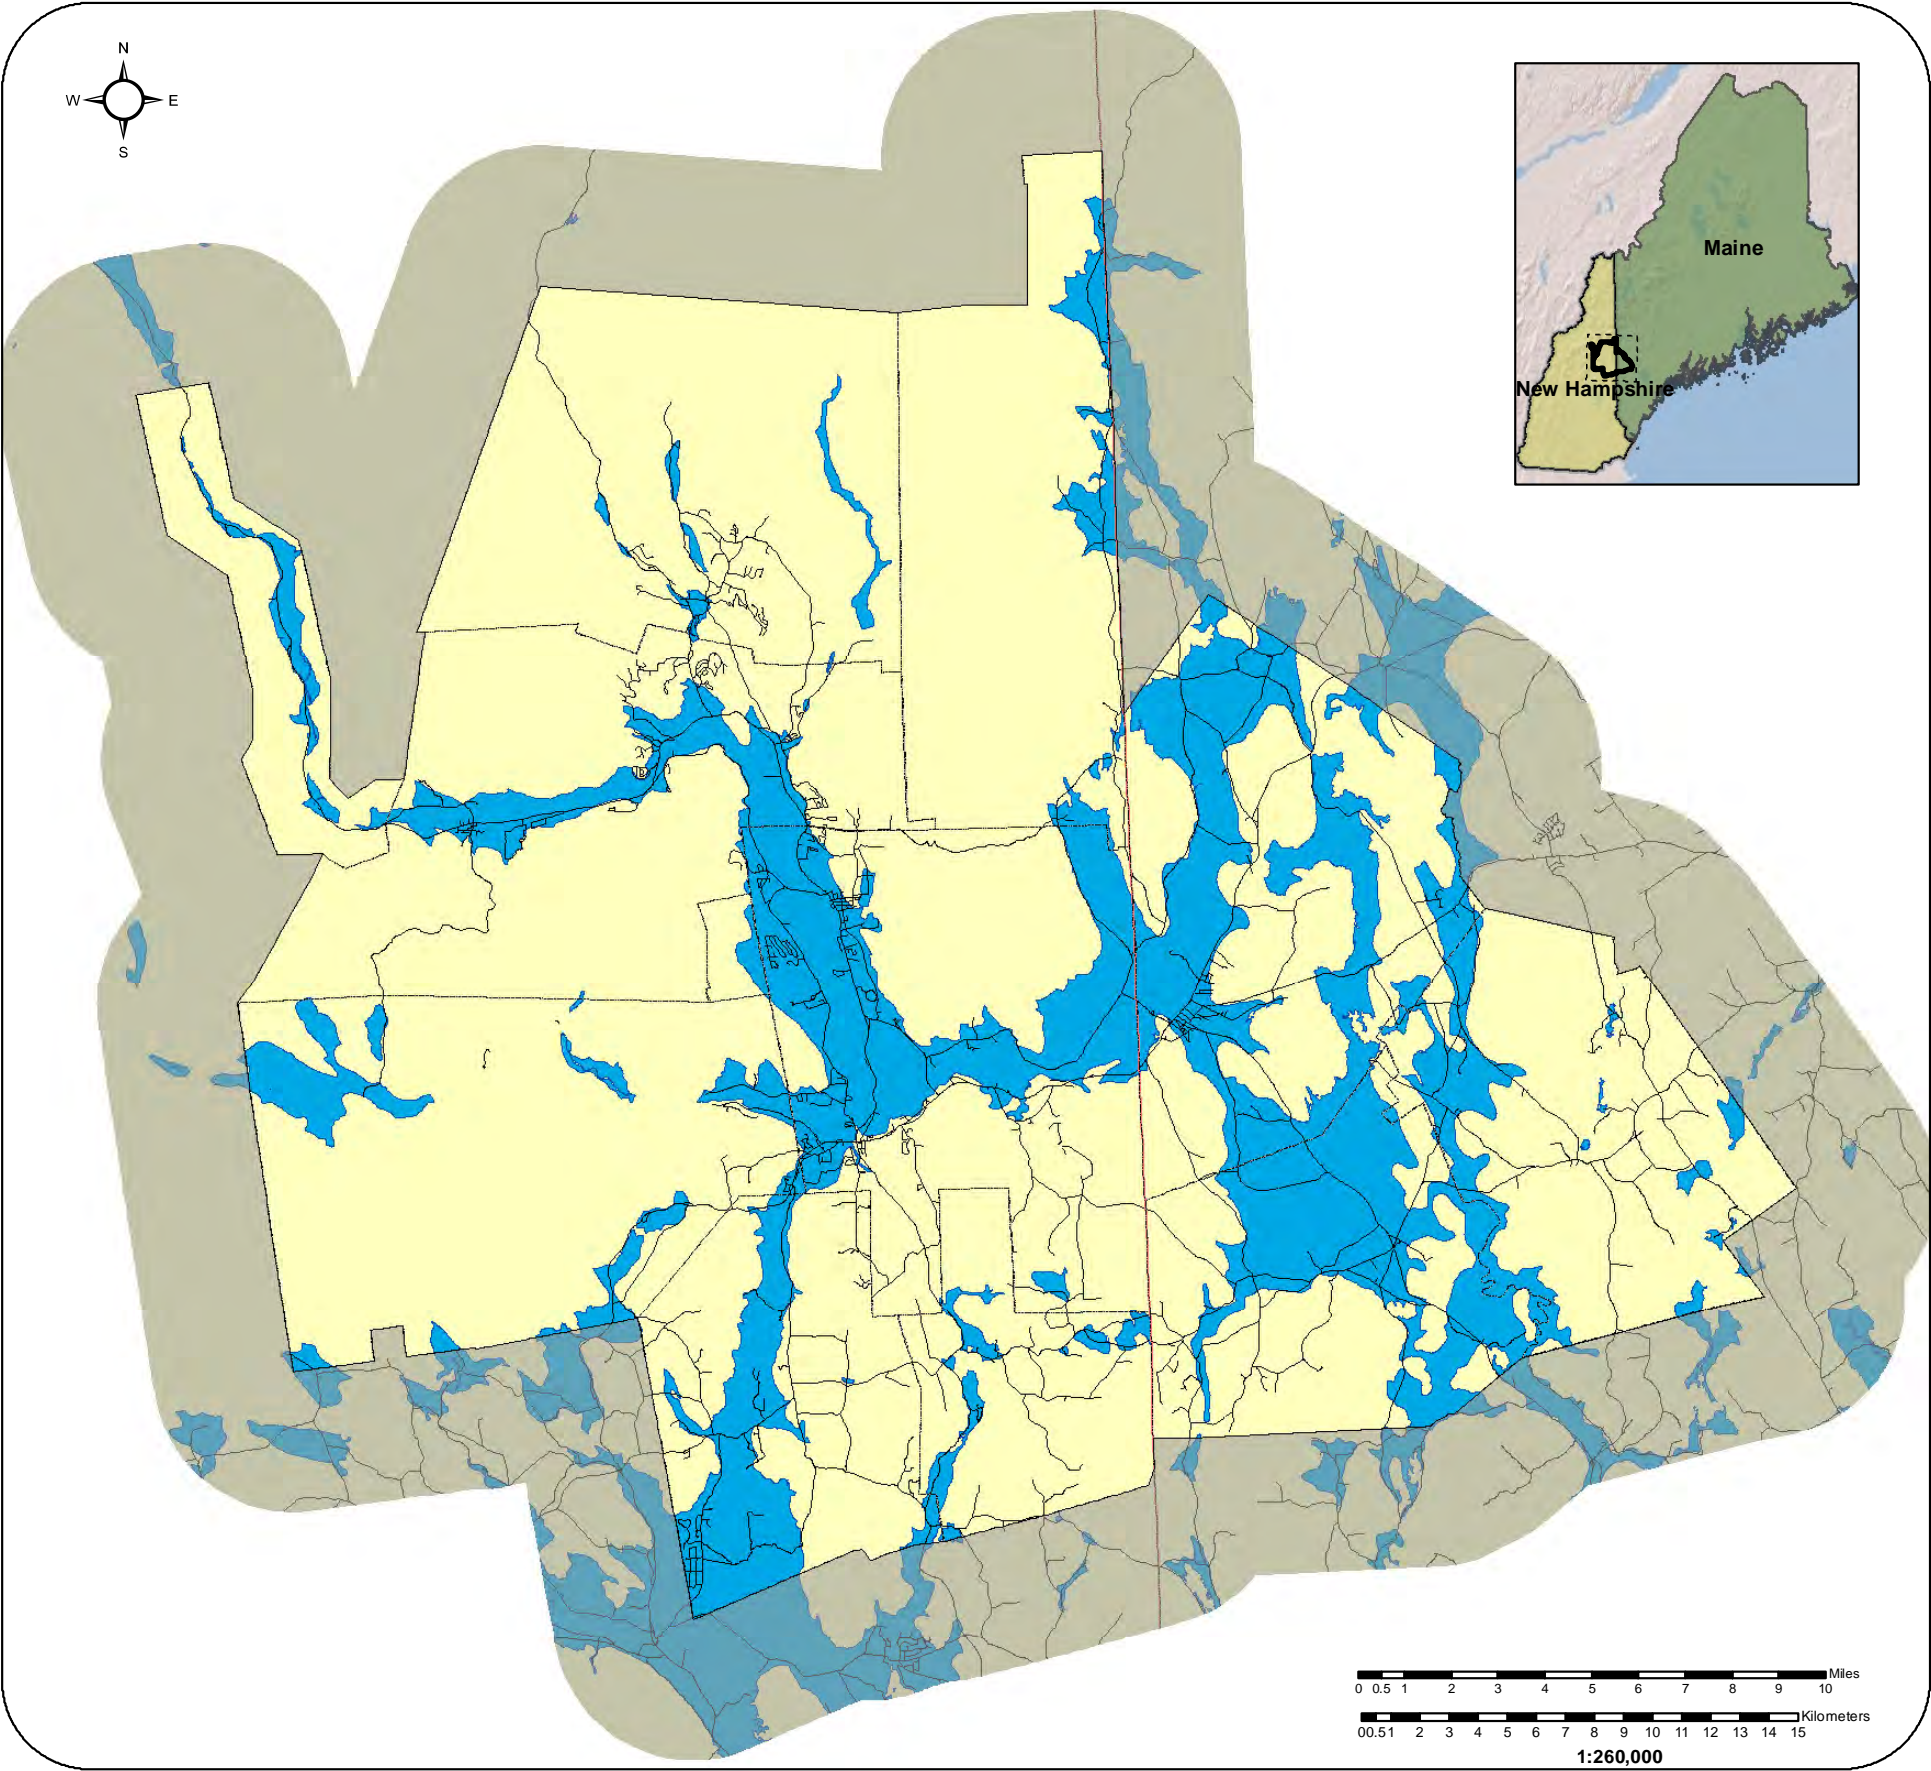 N
W E
S
Maine
New Hampshire
Miles
0 0.5 1 2 3 4 5 6 7 8 9 10
Kilometers
00.51 2 3 4 5 6 7 8 9 10 11 12 13 14 15
1:260,000